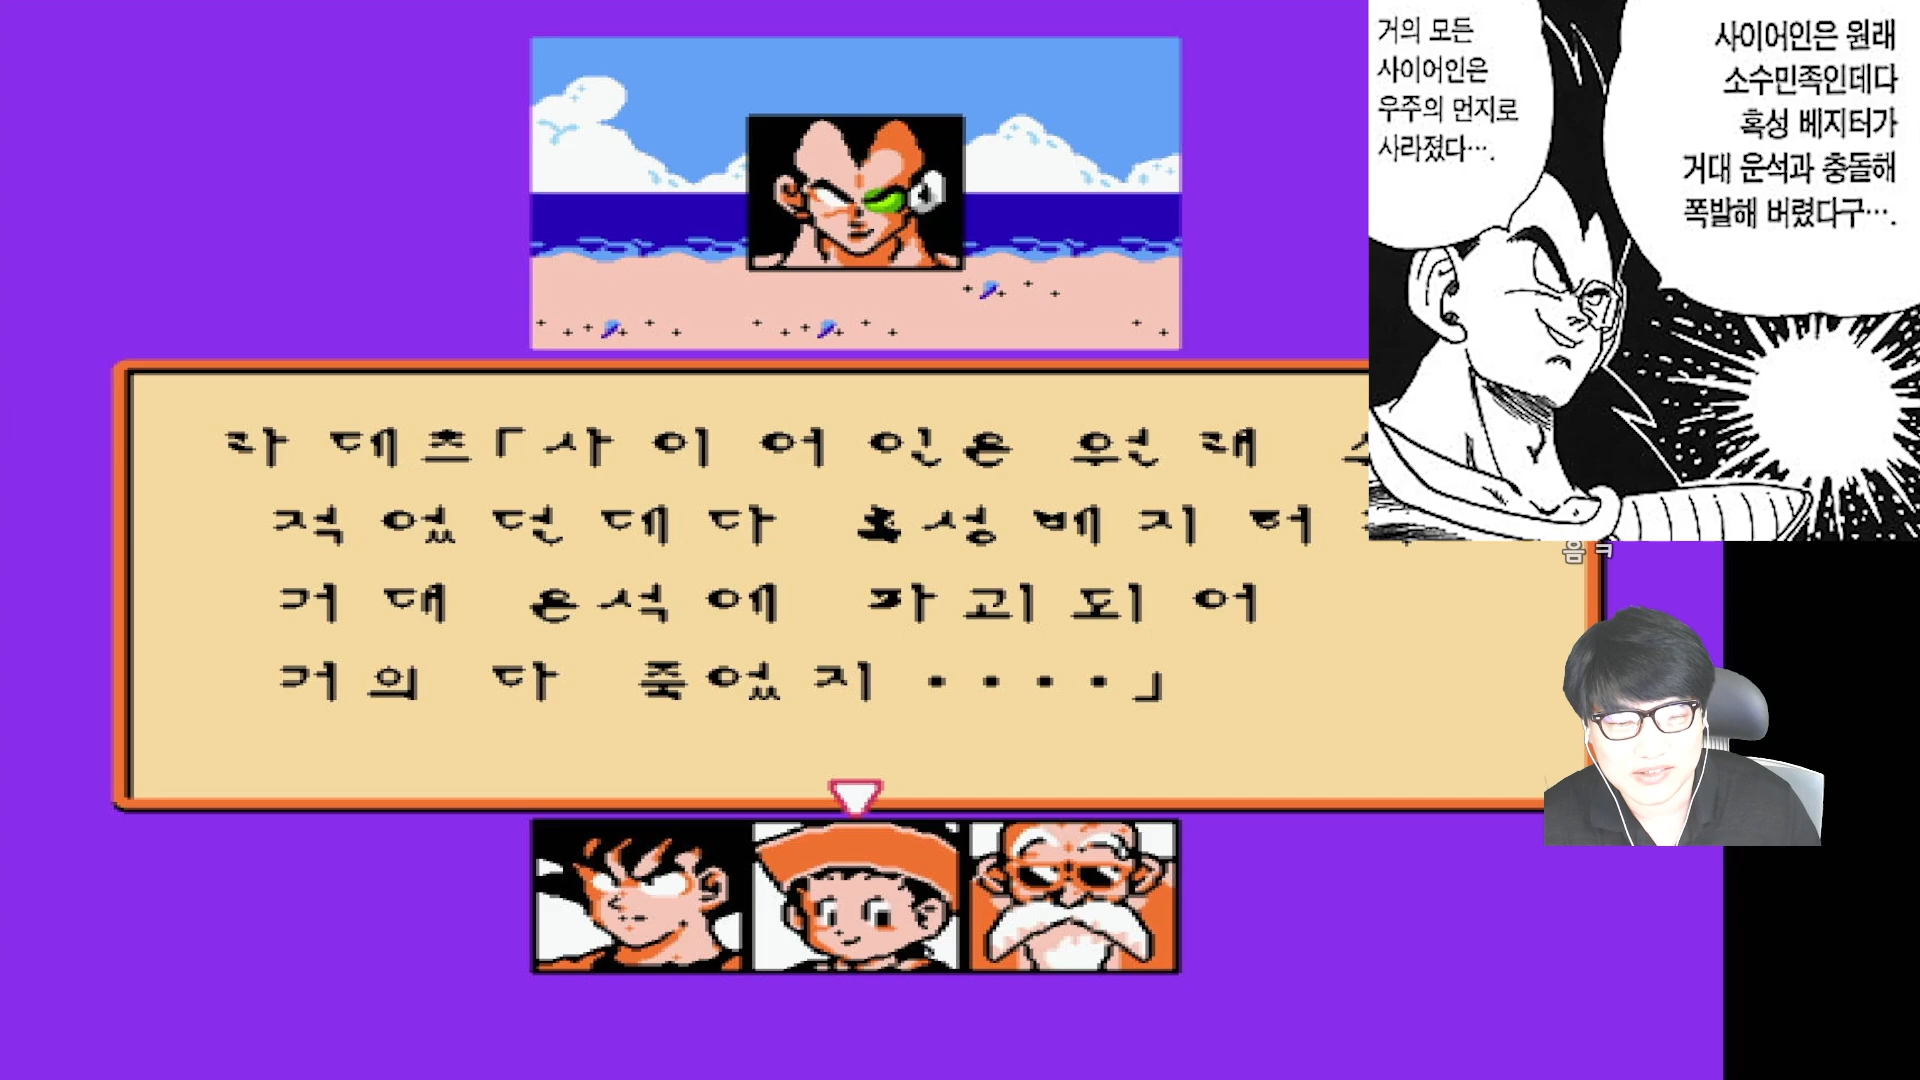 라데츠「사이어인은 원래
적었던데다 혹성베지터
거대 운석에 파괴되어
거의 다 죽었지····」
사이어인은 원래
소수민족인데다
혹성 베지터가
거대 운석과 충돌해
폭발해 버렸다구….
거의 모든
사이어인은
우주의 먼지로
사라졌다….
음ㅋ